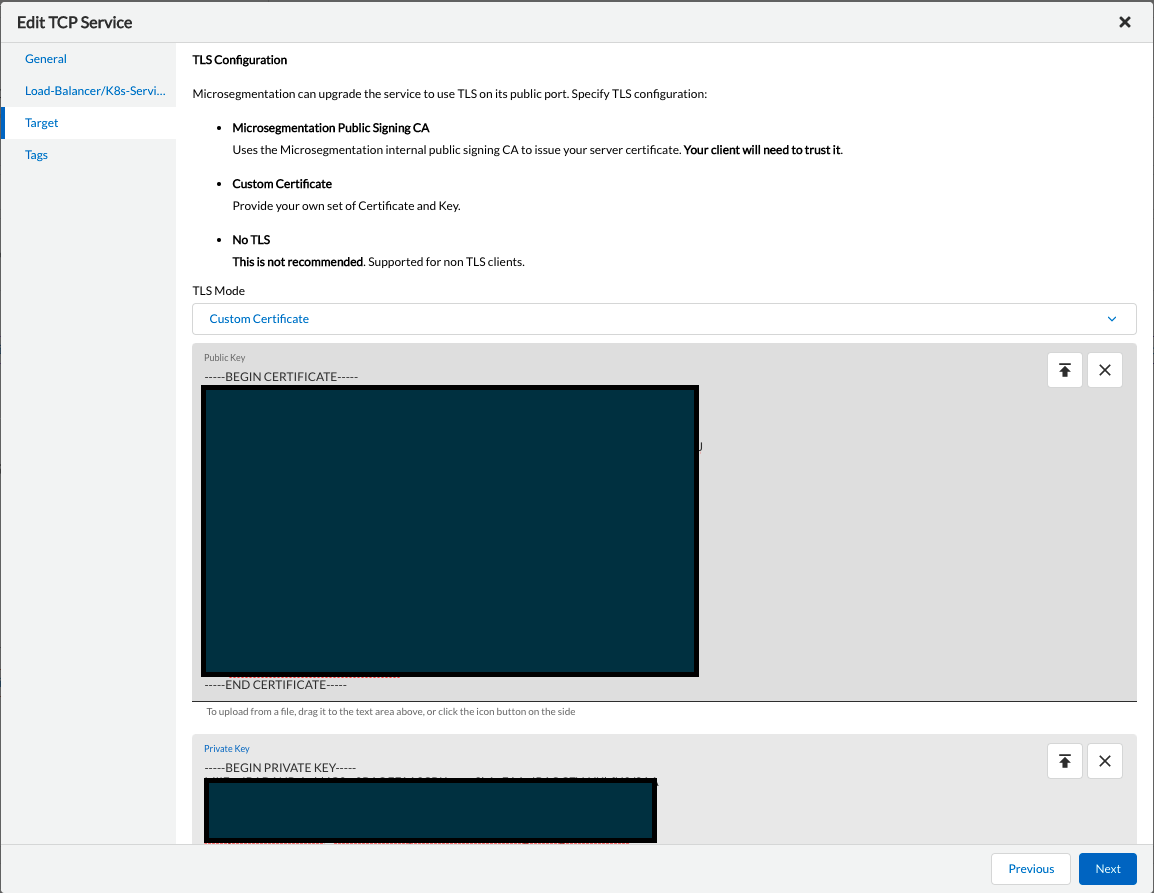 Edit TCP Service
General
Load-Balancer/K8s-Servi...
Target
Tags
TLS Configuration
Microsegmentation can upgrade the service to use TLS on its public port. Specify TLS configuration:
• Microsegmentation Public Signing CA
Uses the Microsegmentation internal public signing CA to issue your server certificate. Your client will need to trust it.
• Custom Certificate
Provide your own set of Certificate and Key.
• No TLS
This is not recommended. Supported for non TLS clients.
TLS Mode
Custom Certificate
Public Key
-----BEGIN CERTIFICATE-----
-----END CERTIFICATE-----
To upload from a file, drag it to the text area above, or click the icon button on the side
Private Key
-----BEGIN PRIVATE KEY-----
Previous
Next